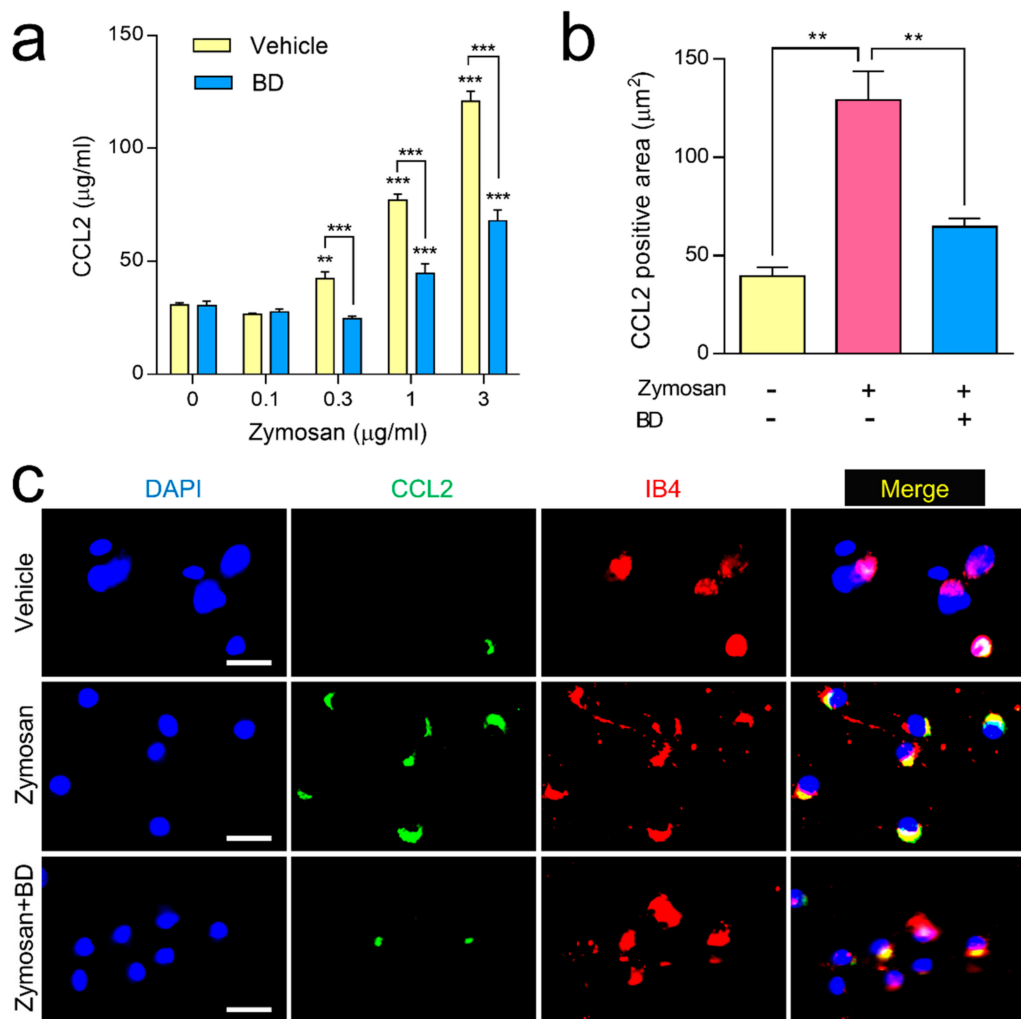 a
Vehicle
BD
CCL2 (μg/ml)
150
100
50
0
***
***
***
***
***
***
***
**
0 0.1 0.3 1 3
Zymosan (μg/ml)
b
CCL2 positive area (μm²)
150
100
50
0
** **
Zymosan - + +
BD - - +
c
DAPI CCL2 IB4 Merge
Vehicle
Zymosan
Zymosan+BD